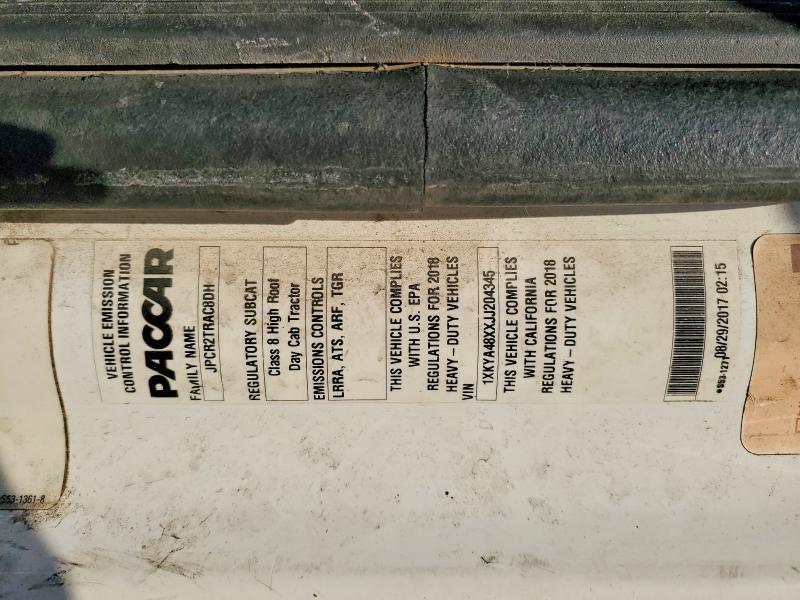 VEHICLE EMISSION
CONTROL INFORMATION
PACCAR
FAMILY NAME
JPCR2TRAC8DH
REGULATORY SUBCAT
Class 8 High Roof
Day Cab Tractor
EMISSIONS CONTROLS
LRRA, ATS, ARF, TGR
THIS VEHICLE COMPLIES
WITH U.S. EPA
REGULATIONS FOR 2018
HEAVY – DUTY VEHICLES
VIN
1XKYA48XXJJ204345
THIS VEHICLE COMPLIES
WITH CALIFORNIA
REGULATIONS FOR 2018
HEAVY – DUTY VEHICLES
08/29/2017 02:15
S53-1361-8